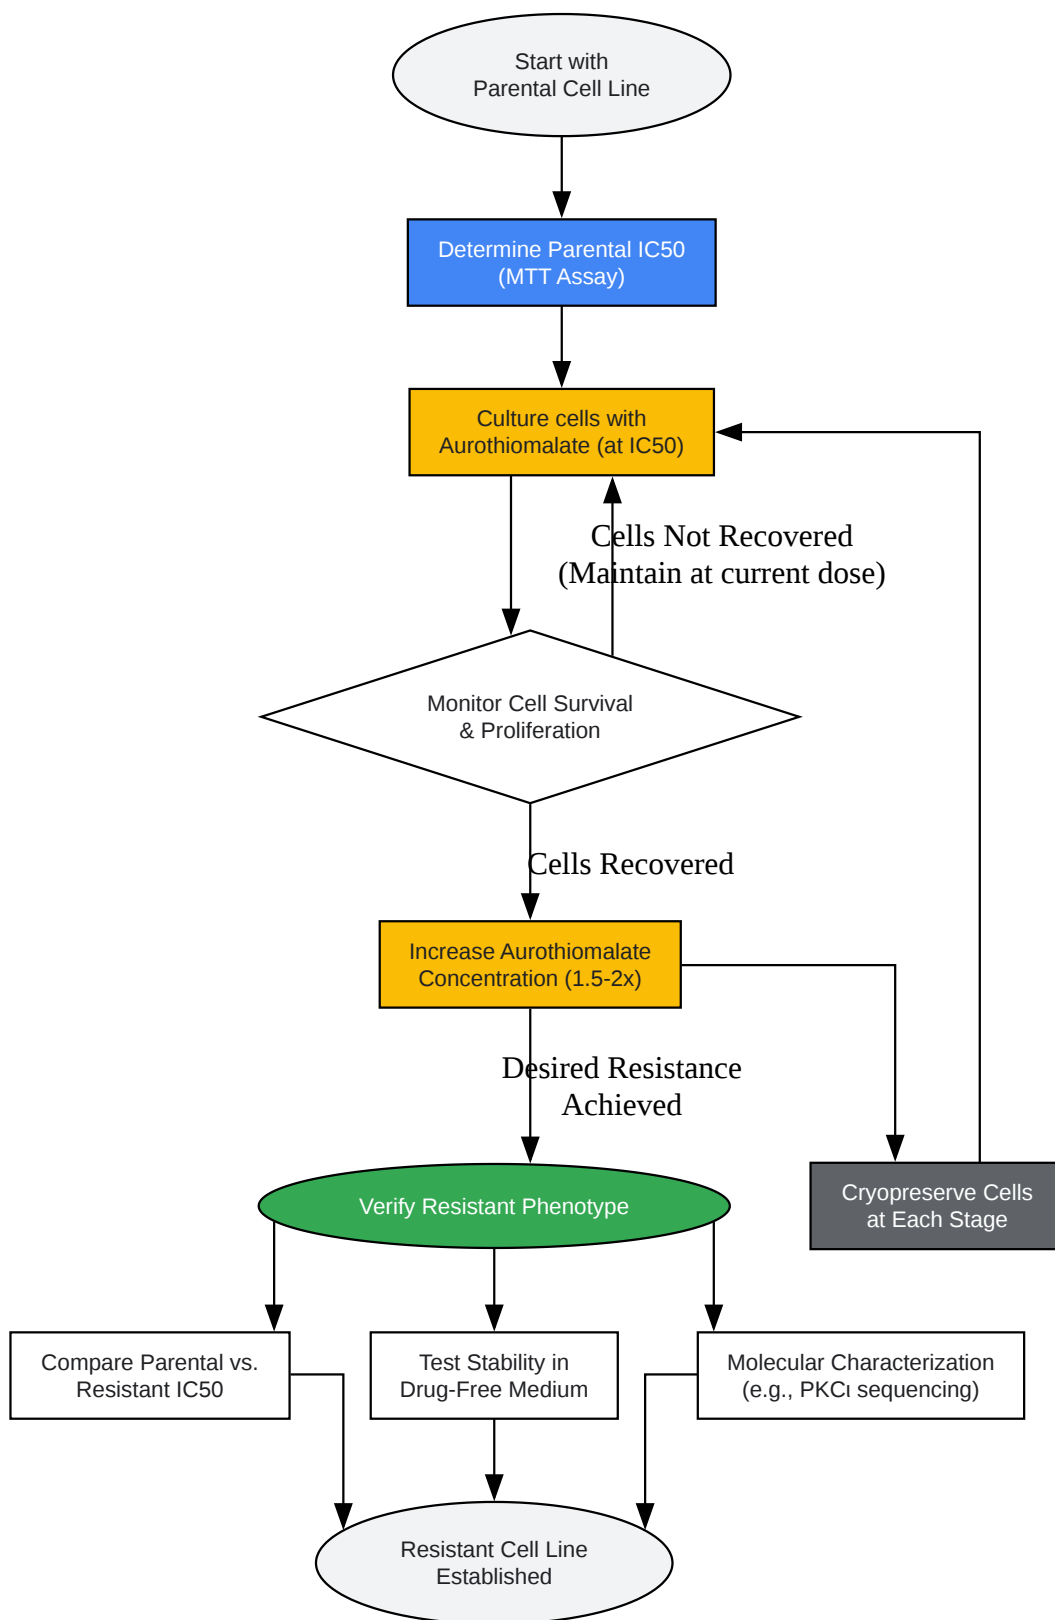 Start with
Parental Cell Line
Determine Parental IC50
(MTT Assay)
Culture cells with
Aurothiomalate (at IC50)
Cells Not Recovered
(Maintain at current dose)
Monitor Cell Survival
& Proliferation
Cells Recovered
Increase Aurothiomalate
Concentration (1.5-2x)
Desired Resistance
Achieved
Cryopreserve Cells
at Each Stage
Verify Resistant Phenotype
Compare Parental vs.
Resistant IC50
Test Stability in
Drug-Free Medium
Molecular Characterization
(e.g., PKCι sequencing)
Resistant Cell Line
Established